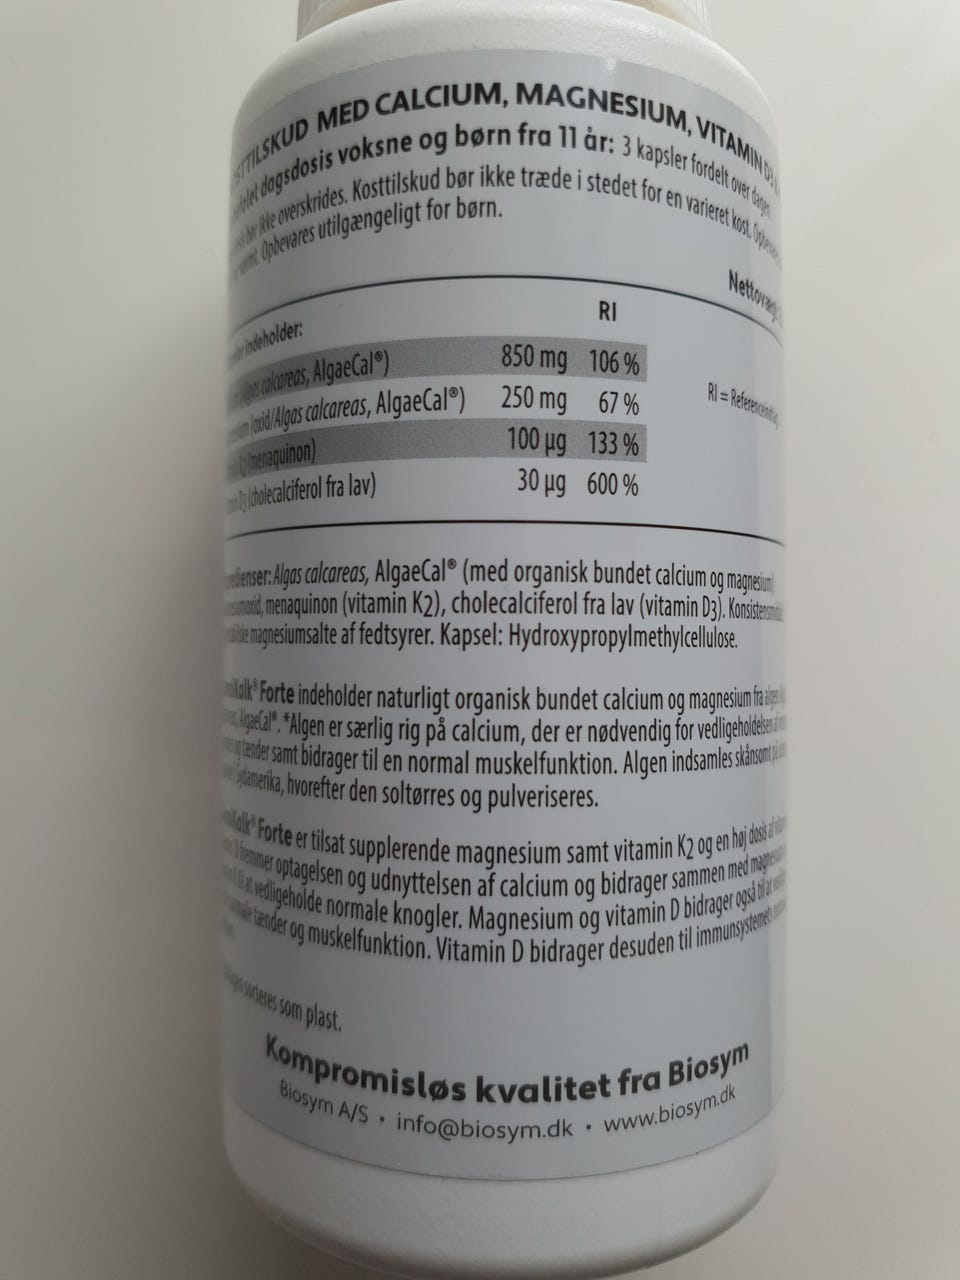 MED CALCIUM, MAGNESIUM, VITAMIN D3
dagsdosis voksne og børn fra 11 år: 3 kapsler fordelt over dagen.
bør ikke overskrides. Kosttilskud bør ikke træde i stedet for en varieret kost.
Opbevares utilgængeligt for børn.
indeholder:
RI
calcareas, AlgaeCal®) 850 mg 106 %
(oxid/Algas calcareas, AlgaeCal®) 250 mg 67 %
K2 (menaquinon) 100 µg 133 %
D3 (cholecalciferol fra lav) 30 µg 600 %
RI =
Algas calcareas, AlgaeCal® (med organisk bundet calcium og magnesium)
menaquinon (vitamin K2), cholecalciferol fra lav (vitamin D3).
magnesiumsalte af fedtsyrer. Kapsel: Hydroxypropylmethylcellulose.
Forte indeholder naturligt organisk bundet calcium og magnesium fra
AlgaeCal®. *Algen er særlig rig på calcium, der er nødvendig for vedligeholdelsen af
og tænder samt bidrager til en normal muskelfunktion. Algen indsamles skånsomt på
hvorefter den soltørres og pulveriseres.
Forte er tilsat supplerende magnesium samt vitamin K2 og en høj dosis af
D fremmer optagelsen og udnyttelsen af calcium og bidrager sammen med
til at vedligeholde normale knogler. Magnesium og vitamin D bidrager også til at
tænder og muskelfunktion. Vitamin D bidrager desuden til immunsystemets
sorteres som plast.
Kompromisløs kvalitet fra Biosym
Biosym A/S • info@biosym.dk • www.biosym.dk